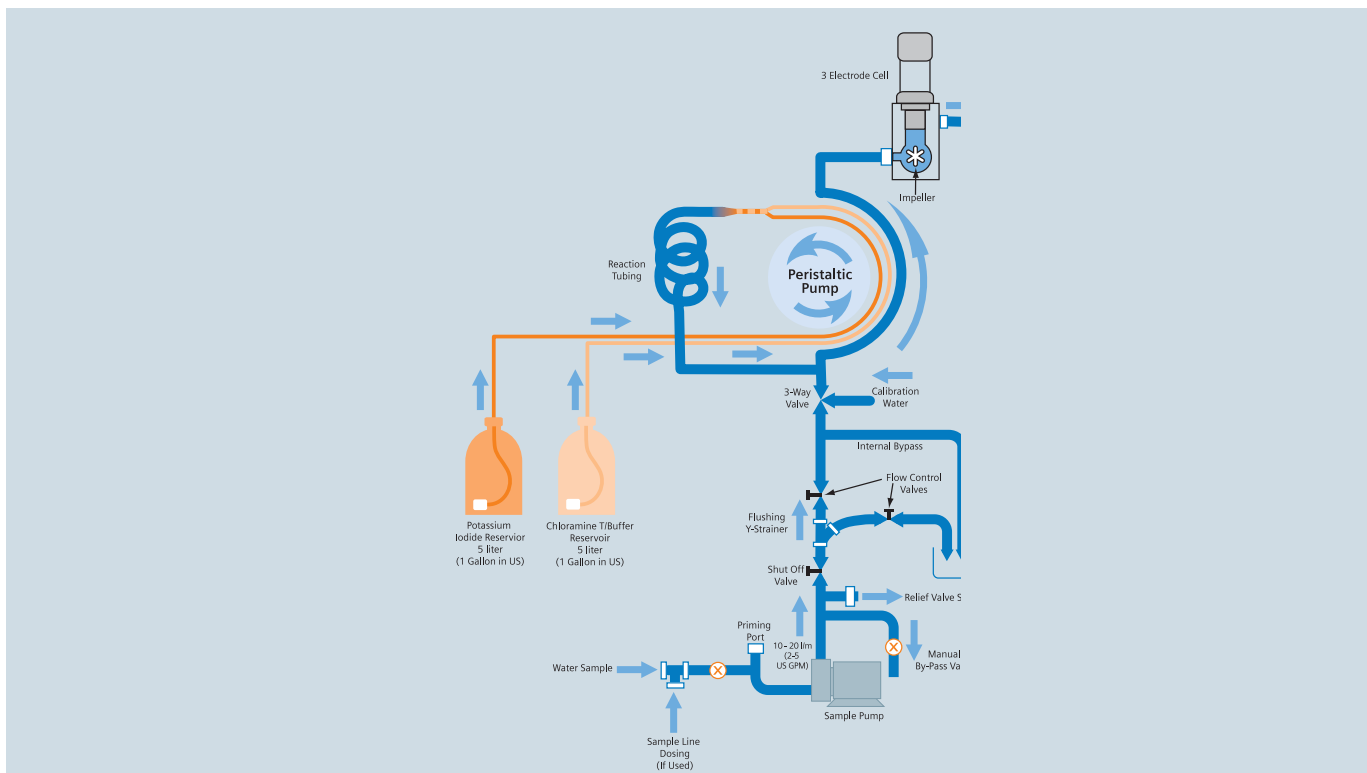 3 Electrode Cell
Impeller
Reaction
Tubing
Peristaltic
Pump
3-Way
Valve
Calibration
Water
Internal Bypass
Flow Control
Valves
Flushing
Y-Strainer
Potassium
Iodide Reservior
5 liter
(1 Gallon in US)
Chloramine T/Buffer
Reservoir
5 liter
(1 Gallon in US)
Shut Off
Valve
Relief Valve S
Priming
Port
10- 20 l/m
(2-5
US GPM)
Manual
By-Pass Va
Water Sample
Sample Pump
Sample Line
Dosing
(If Used)